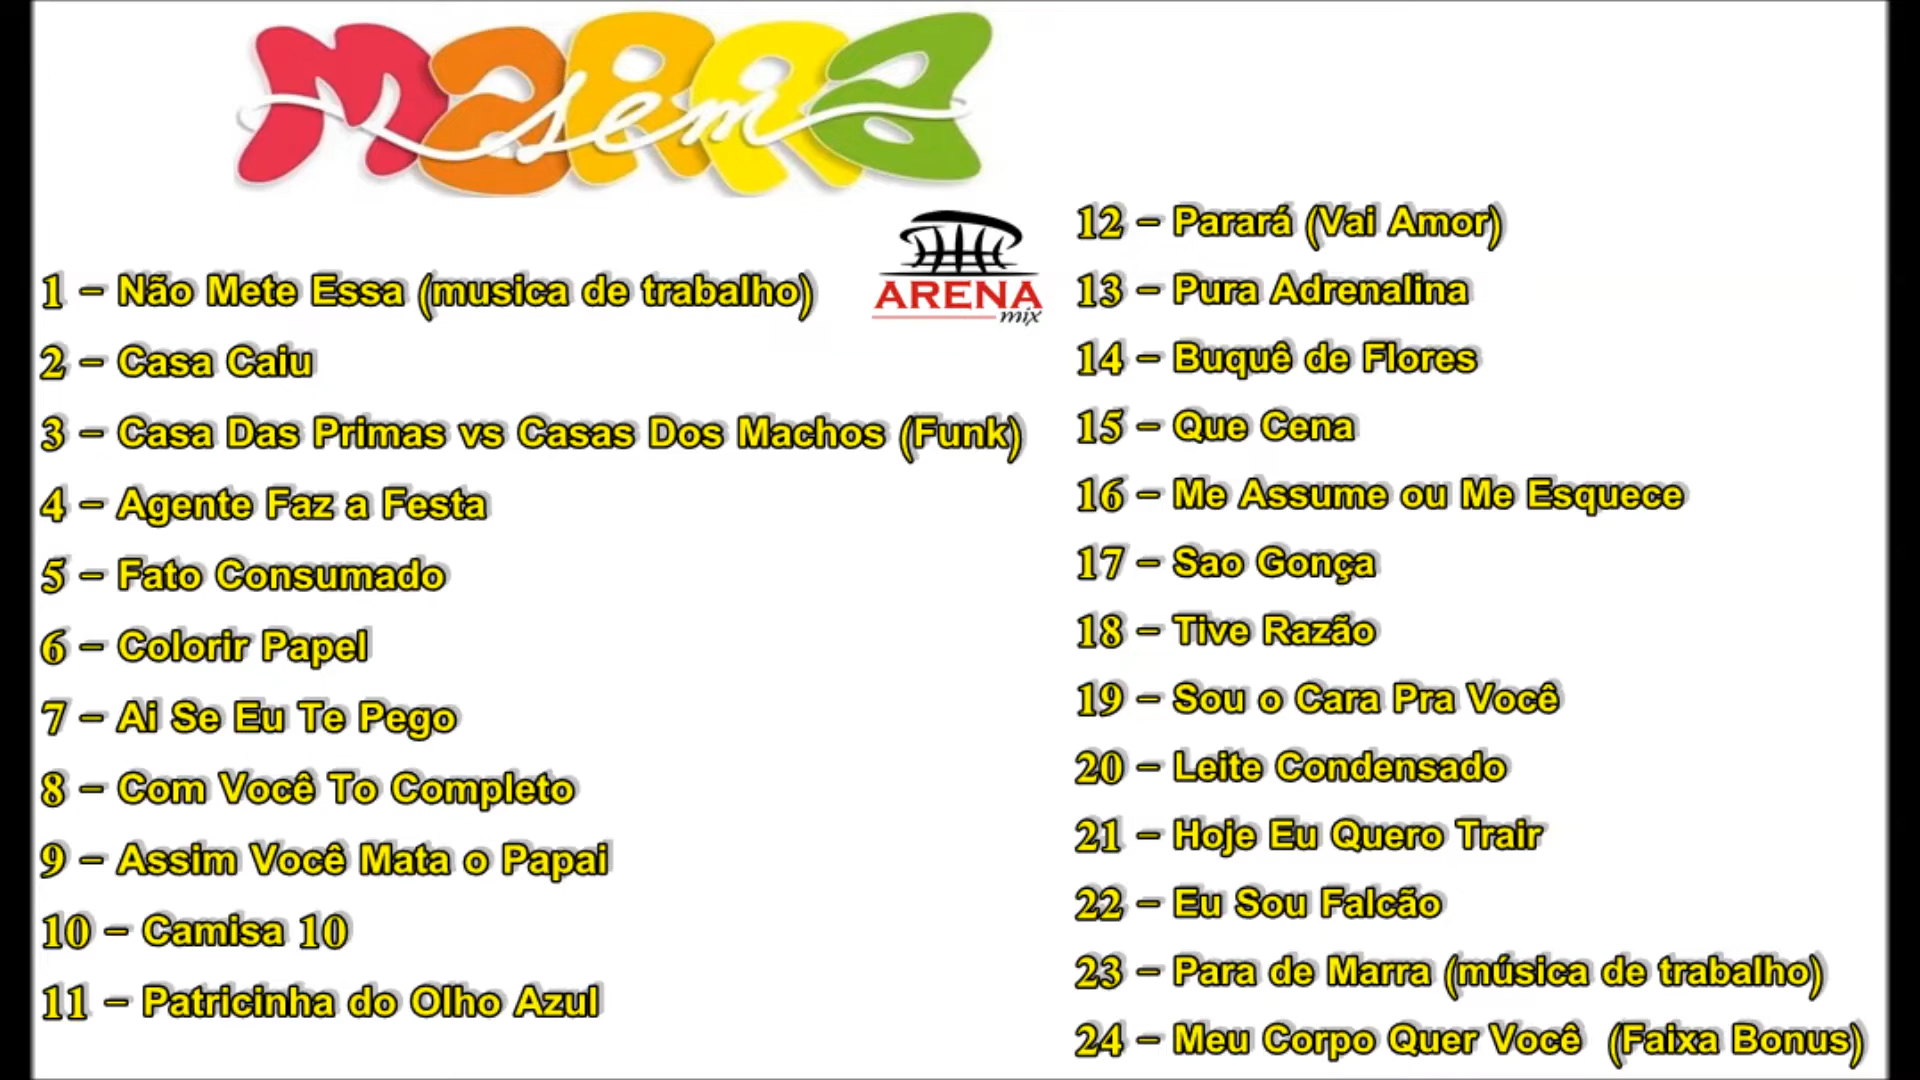 Marra
sem
ARENA
mix
1 – Não Mete Essa (musica de trabalho)
2 – Casa Caiu
3 – Casa Das Primas vs Casas Dos Machos (Funk)
4 – Agente Faz a Festa
5 – Fato Consumado
6 – Colorir Papel
7 – Ai Se Eu Te Pego
8 – Com Você To Completo
9 – Assim Você Mata o Papai
10 – Camisa 10
11 – Patricinha do Olho Azul
12 – Parará (Vai Amor)
13 – Pura Adrenalina
14 – Buquê de Flores
15 – Que Cena
16 – Me Assume ou Me Esquece
17 – Sao Gonça
18 – Tive Razão
19 – Sou o Cara Pra Você
20 – Leite Condensado
21 – Hoje Eu Quero Trair
22 – Eu Sou Falcão
23 – Para de Marra (música de trabalho)
24 – Meu Corpo Quer Você (Faixa Bonus)